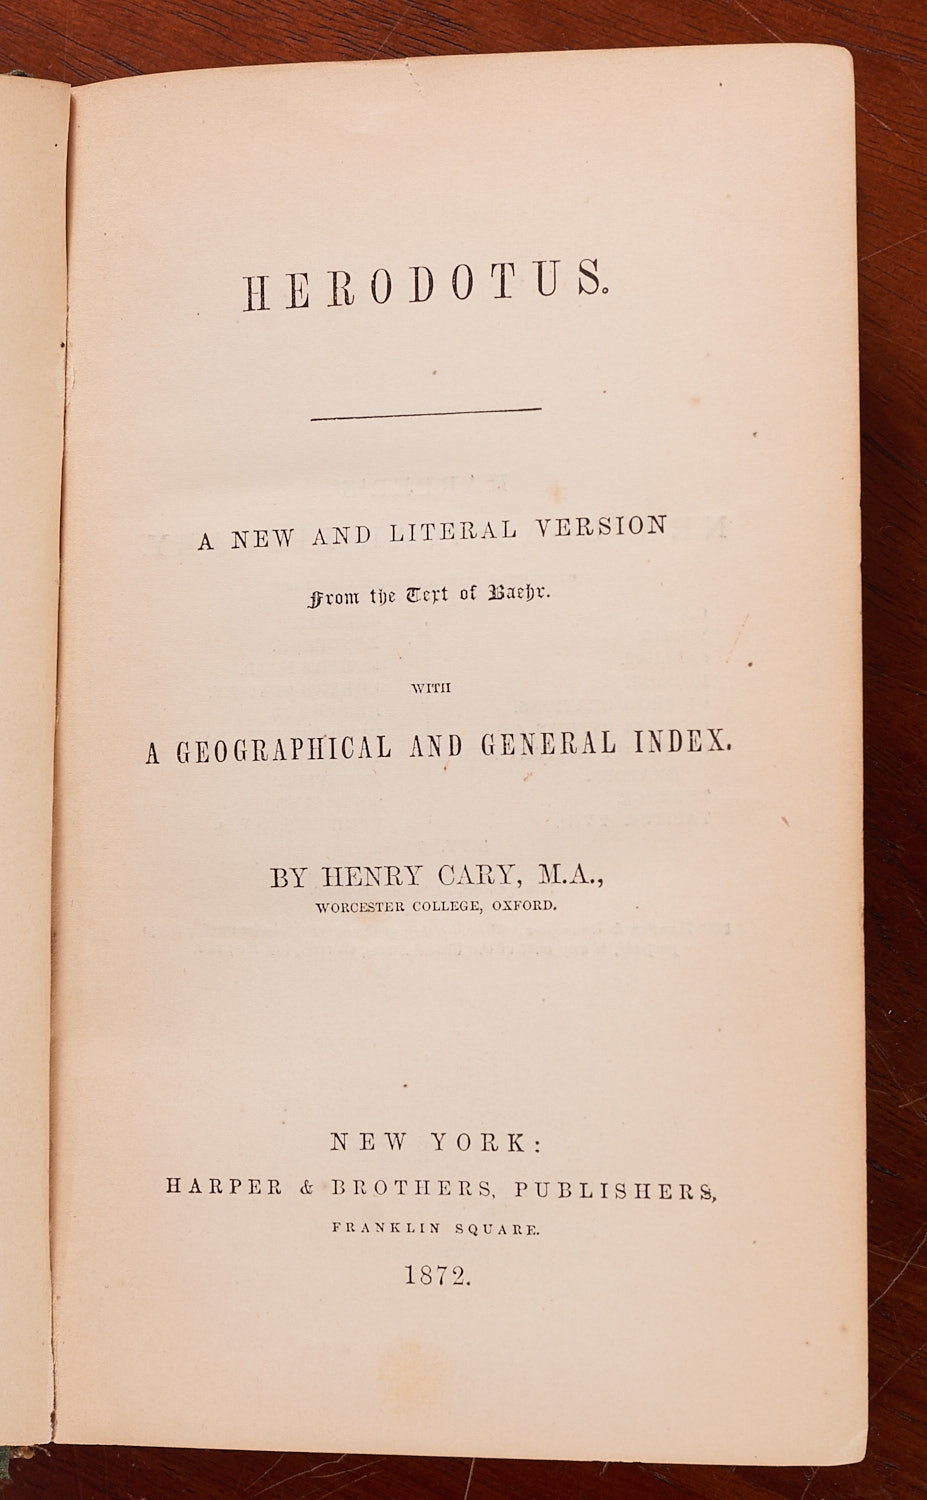 HERODOTUS.
A NEW AND LITERAL VERSION
From the Text of Baehr.
WITH
A GEOGRAPHICAL AND GENERAL INDEX.
BY HENRY CARY, M.A.,
WORCESTER COLLEGE, OXFORD.
NEW YORK:
HARPER & BROTHERS, PUBLISHERS,
FRANKLIN SQUARE.
1872.